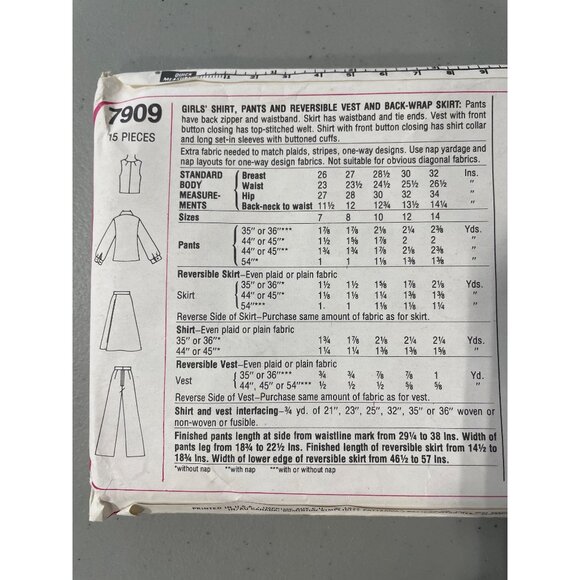 7909
15 PIECES
GIRLS' SHIRT, PANTS AND REVERSIBLE VEST AND BACK-WRAP SKIRT: Pants
have back zipper and waistband. Skirt has waistband and tie ends. Vest with front
button closing has top-stitched welt. Shirt with front button closing has shirt collar
and long set-in sleeves with buttoned cuffs.
Extra fabric needed to match plaids, stripes, one-way designs. Use nap yardage and
nap layouts for one-way design fabrics. Not suitable for obvious diagonal fabrics.
STANDARD Breast 26 27 28½ 30 32 Ins.
BODY Waist 23 23½ 24½ 25½ 26½ "
MEASURE- Hip 27 28 30 32 34 "
MENTS Back-neck to waist 11½ 12 12¾ 13½ 14¼ "
Sizes 7 8 10 12 14
35" or 36"*** 1⅞ 1⅞ 2⅛ 2¼ 2⅜ Yds.
Pants 44" or 45"* 1½ 1⅝ 1⅞ 2 2 "
44" or 45"** 1¾ 1¾ 1⅞ 2⅛ 2⅜ "
54"* 1 1 1⅛ 1⅜ 1⅜ "
Reversible Skirt–Even plaid or plain fabric
35" or 36"*** 1½ 1½ 1⅝ 1⅞ 2⅛ Yds.
Skirt 44" or 45"*** 1⅛ 1⅛ 1¼ 1⅜ 1⅜ "
54"*** 1 1 1⅛ 1⅛ 1⅜ "
Reverse Side of Skirt–Purchase same amount of fabric as for skirt.
Shirt–Even plaid or plain fabric
35" or 36"* 1¾ 1⅞ 2⅛ 2¼ 2¼ Yds.
44" or 45"* 1¼ 1¼ 1⅜ 1⅜ 1⅝ "
Reversible Vest–Even plaid or plain fabric
35" or 36"*** ¾ ¾ ⅞ ⅞ 1 Yd.
Vest 44", 45" or 54"*** ½ ½ ½ ⅝ ⅝ "
Reverse Side of Vest–Purchase same amount of fabric as for vest.
Shirt and vest interfacing–¾ yd. of 21", 23", 25", 32", 35" or 36" woven or
non-woven or fusible.
Finished pants length at side from waistline mark from 29¼ to 38 Ins. Width of
pants leg from 18¾ to 22½ Ins. Finished length of reversible skirt from 14½ to
18¾ Ins. Width of lower edge of reversible skirt from 46½ to 57 Ins.
*without nap **with nap ***with or without nap